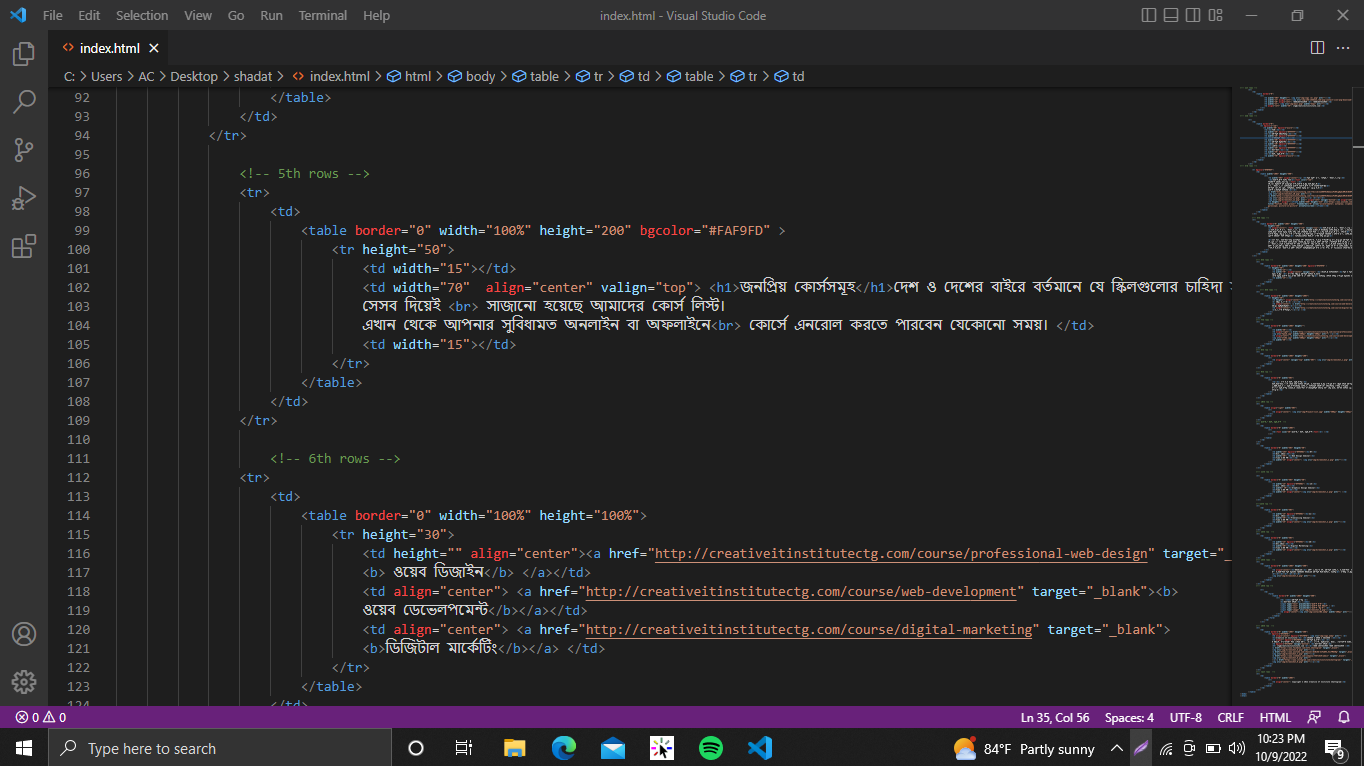 File Edit Selection View Go Run Terminal Help index.html - Visual Studio Code
index.html
C: > Users > AC > Desktop > shadat > index.html > html > body > table > tr > td > table > tr > td
92 </table>
93 </td>
94 </tr>
95
96 <!-- 5th rows -->
97 <tr>
98 <td>
99 <table border="0" width="100%" height="200" bgcolor="#FAF9FD" >
100 <tr height="50">
101 <td width="15"></td>
102 <td width="70"  align="center" valign="top"> <h1>জনপ্রিয় কোর্সসমূহ</h1>দেশ ও দেশের বাইরে বর্তমানে যে স্কিলগুলোর চাহিদা
103 সেসব দিয়েই <br> সাজানো হয়েছে আমাদের কোর্স লিস্ট।
104 এখান থেকে আপনার সুবিধামত অনলাইন বা অফলাইনে<br> কোর্সে এনরোল করতে পারবেন যেকোনো সময়। </td>
105 <td width="15"></td>
106 </tr>
107 </table>
108 </td>
109 </tr>
110
111 <!-- 6th rows -->
112 <tr>
113 <td>
114 <table border="0" width="100%" height="100%">
115 <tr height="30">
116 <td height="" align="center"><a href="http://creativeitinstitutectg.com/course/professional-web-design" target="_
117 <b> ওয়েব ডিজাইন</b> </a></td>
118 <td align="center"> <a href="http://creativeitinstitutectg.com/course/web-development" target="_blank"><b>
119 ওয়েব ডেভেলপমেন্ট</b></a></td>
120 <td align="center"> <a href="http://creativeitinstitutectg.com/course/digital-marketing" target="_blank">
121 <b>ডিজিটাল মার্কেটিং</b></a> </td>
122 </tr>
123 </table>
124 </td>
0 0 Ln 35, Col 56 Spaces: 4 UTF-8 CRLF HTML
Type here to search 84°F Partly sunny 10:23 PM
10/9/2022 9